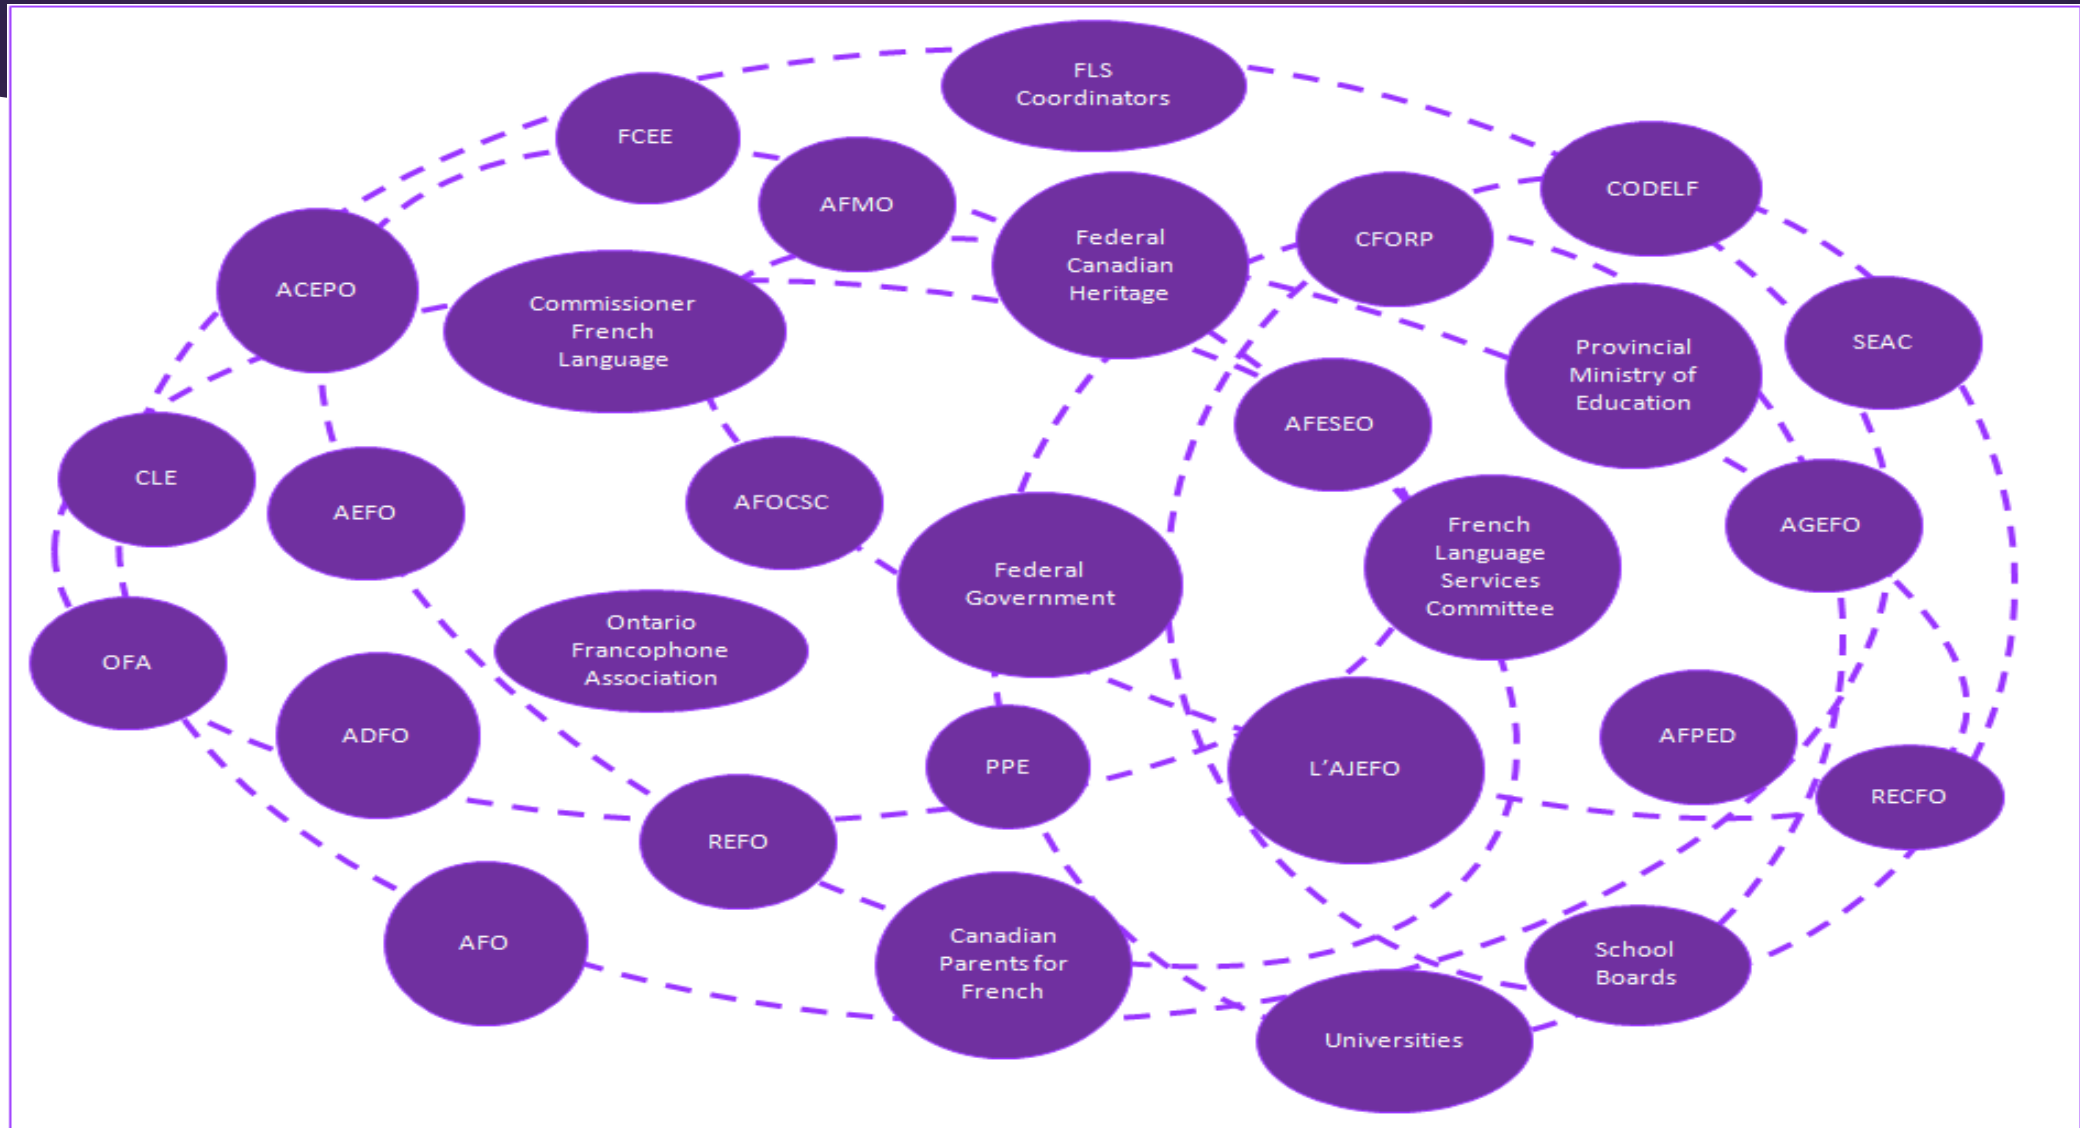 FLS
Coordinators
FCEE
AFMO
CODELF
Federal
Canadian
Heritage
CFORP
ACEPO
Commissioner
French
Language
SEAC
Provincial
Ministry of
Education
AFESEO
CLE
AEFO
AFOCSC
French
Language
Services
Committee
AGEFO
Federal
Government
OFA
Ontario
Francophone
Association
ADFO
PPE
L’AJEFO
AFPED
RECFO
REFO
AFO
Canadian
Parents for
French
School
Boards
Universities